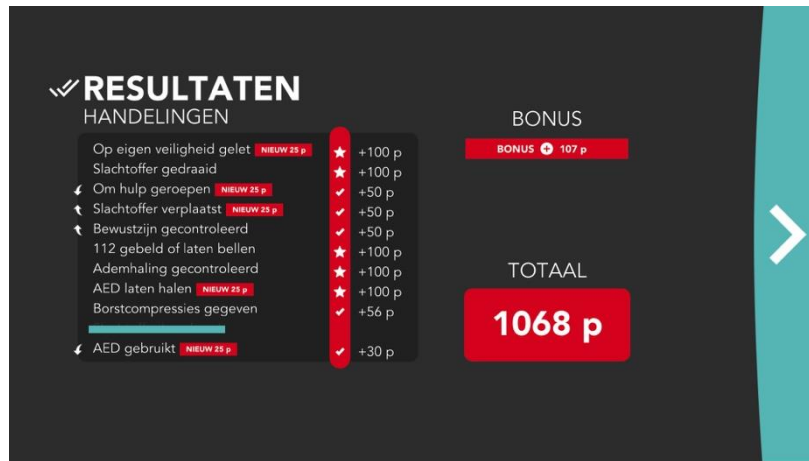 RESULTATEN
HANDELINGEN
Op eigen veiligheid gelet NIEUW 25 p +100 p
Slachtoffer gedraaid +100 p
Om hulp geroepen NIEUW 25 p +50 p
Slachtoffer verplaatst NIEUW 25 p +50 p
Bewustzijn gecontroleerd +50 p
112 gebeld of laten bellen +100 p
Ademhaling gecontroleerd +100 p
AED laten halen NIEUW 25 p +100 p
Borstcompressies gegeven +56 p
AED gebruikt NIEUW 25 p +30 p
BONUS
BONUS + 107 p
TOTAAL
1068 p